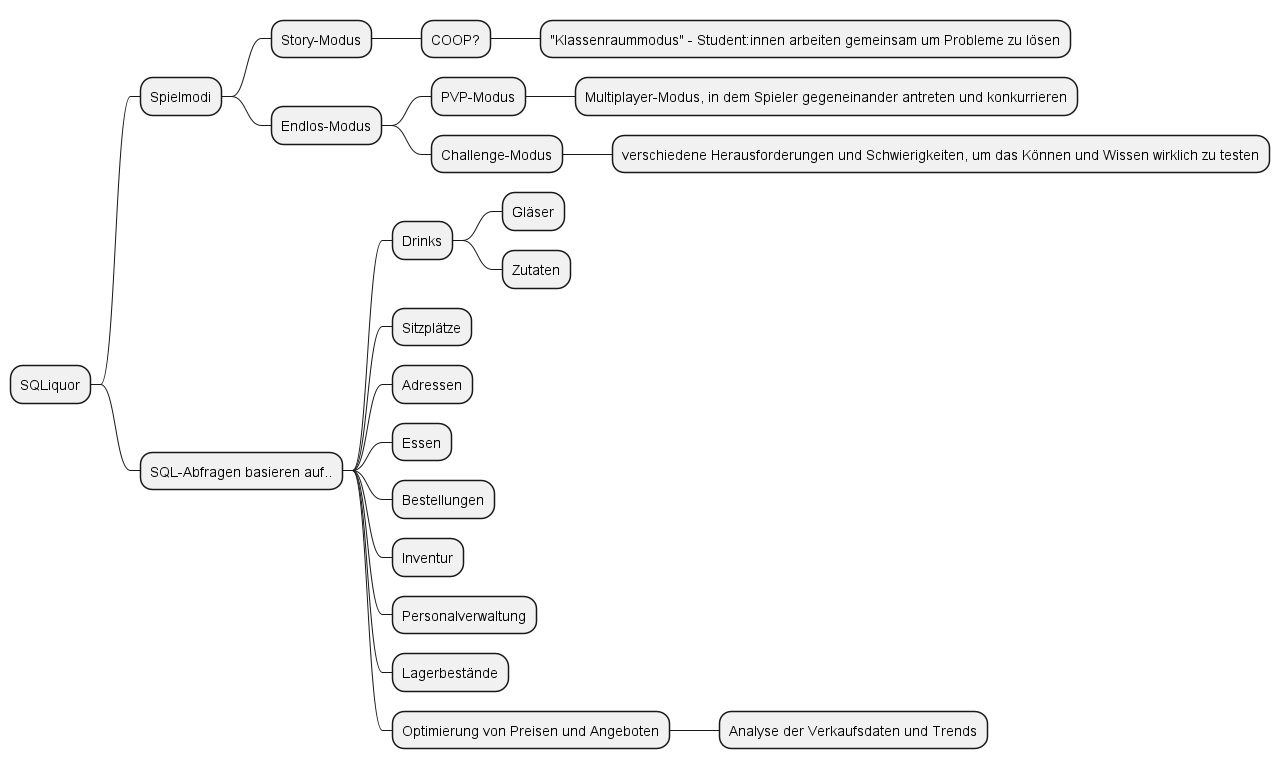 Story-Modus
COOP?
"Klassenraummodus" - Student:innen arbeiten gemeinsam um Probleme zu lösen
Spielmodi
PVP-Modus
Multiplayer-Modus, in dem Spieler gegeneinander antreten und konkurrieren
Endlos-Modus
Challenge-Modus
verschiedene Herausforderungen und Schwierigkeiten, um das Können und Wissen wirklich zu testen
Gläser
Drinks
Zutaten
Sitzplätze
SQLiquor
Adressen
Essen
SQL-Abfragen basieren auf..
Bestellungen
Inventur
Personalverwaltung
Lagerbestände
Optimierung von Preisen und Angeboten
Analyse der Verkaufsdaten und Trends